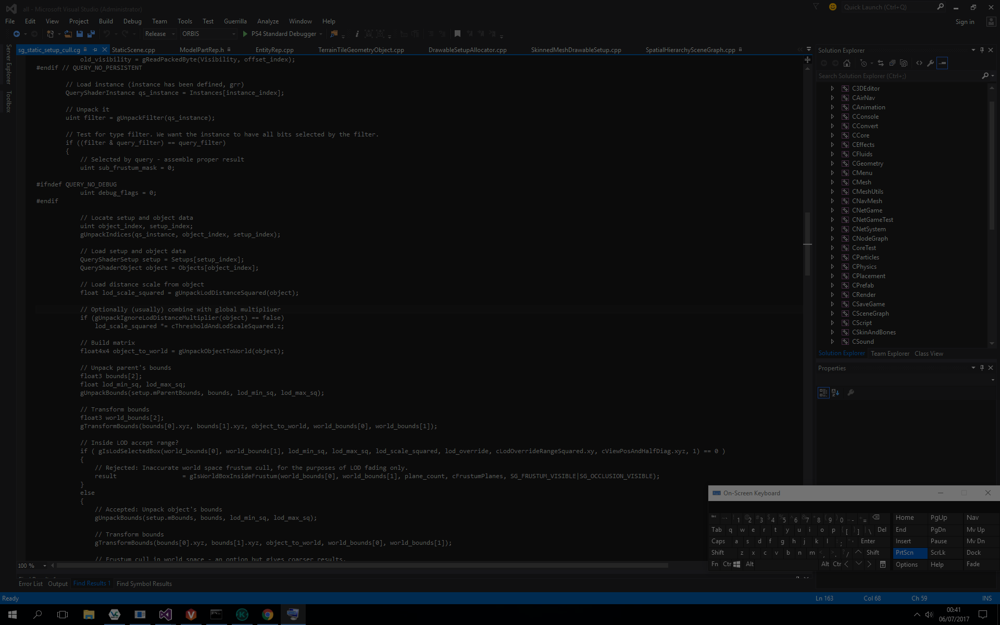 all - Microsoft Visual Studio (Administrator)
Quick Launch (Ctrl+Q)
File Edit View Project Build Debug Team Tools Test Guerrilla Analyze Window Help
Sign in
Release ORBIS PS4 Standard Debugger
Server Explorer
Toolbox
sg_static_setup_cull.cg StaticScene.cpp ModelPartRep.h EntityRep.cpp TerrainTileGeometryObject.cpp DrawableSetupAllocator.cpp SkinnedMeshDrawableSetup.cpp SpatialHierarchySceneGraph.cpp
old_visibility = gReadPackedByte(Visibility, offset_index);
#endif // QUERY_NO_PERSISTENT
// Load instance (instance has been defined, grr)
QueryShaderInstance qs_instance = Instances[instance_index];
// Unpack it
uint filter = gUnpackFilter(qs_instance);
// Test for type filter. We want the instance to have all bits selected by the filter.
if ((filter & query_filter) == query_filter)
{
// Selected by query - assemble proper result
uint sub_frustum_mask = 0;
#ifndef QUERY_NO_DEBUG
uint debug_flags = 0;
#endif
// Locate setup and object data
uint object_index, setup_index;
gUnpackIndices(qs_instance, object_index, setup_index);
// Load setup and object data
QueryShaderSetup setup = Setups[setup_index];
QueryShaderObject object = Objects[object_index];
// Load distance scale from object
float lod_scale_squared = gUnpackLodDistanceSquared(object);
// Optionally (usually) combine with global multipliuer
if (gUnpackIgnoreLodDistanceMultiplier(object) == false)
lod_scale_squared *= cThresholdAndLodScaleSquared.z;
// Build matrix
float4x4 object_to_world = gUnpackObjectToWorld(object);
// Unpack parent's bounds
float3 bounds[2];
float lod_min_sq, lod_max_sq;
gUnpackBounds(setup.mParentBounds, bounds, lod_min_sq, lod_max_sq);
// Transform bounds
float3 world_bounds[2];
gTransformBounds(bounds[0].xyz, bounds[1].xyz, object_to_world, world_bounds[0], world_bounds[1]);
// Inside LOD accept range?
if ( gIsLodSelectedBox(world_bounds[0], world_bounds[1], lod_min_sq, lod_max_sq, lod_scale_squared, lod_override, cLodOverrideRangeSquared.xy, cViewPosAndHalfDiag.xyz, 1) == 0 )
{
// Rejected: Inaccurate world space frustum cull, for the purposes of LOD fading only.
result = gIsWorldBoxInsideFrustum(world_bounds[0], world_bounds[1], plane_count, cFrustumPlanes, SG_FRUSTUM_VISIBLE|SG_OCCLUSION_VISIBLE);
}
else
{
// Accepted: Unpack object's bounds
gUnpackBounds(setup.mBounds, bounds, lod_min_sq, lod_max_sq);
// Transform bounds
gTransformBounds(bounds[0].xyz, bounds[1].xyz, object_to_world, world_bounds[0], world_bounds[1]);
// Frustum cull in world space - an option but gives coarser results.
100 %
Find Results 1
Error List Output Find Results 1 Find Symbol Results
Solution Explorer
Search Solution Explorer (Ctrl+;)
C3DEditor
CAirNav
CAnimation
CConsole
CConvert
CCore
CEffects
CFluids
CGeometry
CMenu
CMesh
CMeshUtils
CNavMesh
CNetGame
CNetGameTest
CNetSystem
CNodeGraph
CoreTest
CParticles
CPhysics
CPlacement
CPrefab
CRender
CSaveGame
CSceneGraph
CScript
CSkinAndBones
CSound
Solution Explorer Team Explorer Class View
Properties
On-Screen Keyboard
1 2 3 4 5 6 7 8 9 0 - = Home PgUp Nav
Tab q w e r t y u i o p [ ] \ Del End PgDn Mv Up
Caps a s d f g h j k l ; ' Enter Insert Pause Mv Dn
Shift z x c v b n m , . / Shift PrtScn ScrLk Dock
Fn Ctr Alt Alt Ctr Options Help Fade
Ready Ln 163 Col 68 Ch 59 INS
00:41
06/07/2017